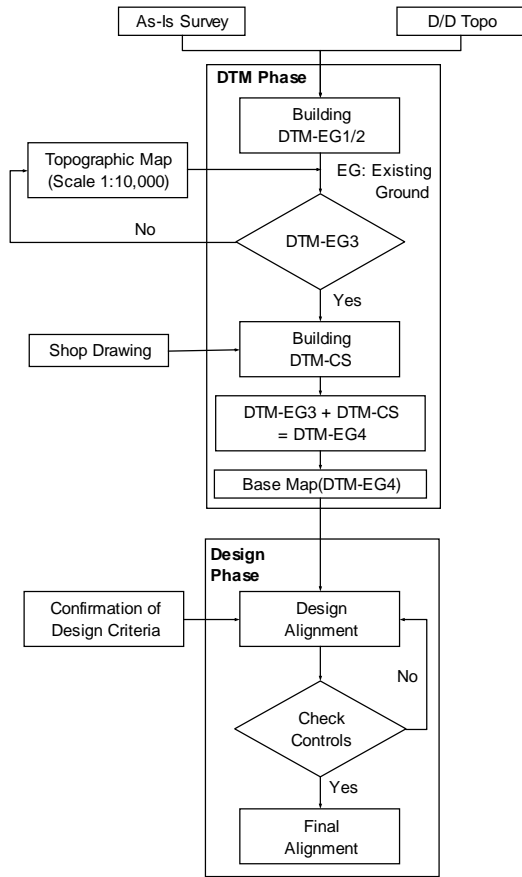 As-Is Survey
D/D Topo
DTM Phase
Building
DTM-EG1/2
Topographic Map
(Scale 1:10,000)
EG: Existing
Ground
No
DTM-EG3
Yes
Shop Drawing
Building
DTM-CS
DTM-EG3 + DTM-CS
= DTM-EG4
Base Map(DTM-EG4)
Design
Phase
Confirmation of
Design Criteria
Design
Alignment
No
Check
Controls
Yes
Final
Alignment